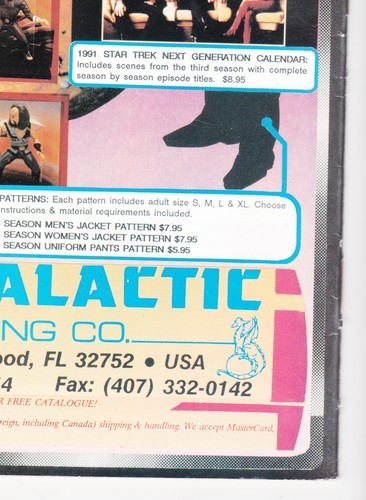 1991 STAR TREK NEXT GENERATION CALENDAR:
Includes scenes from the third season with complete
season by season episode titles. $8.95
PATTERNS: Each pattern includes adult size S, M, L & XL. Choose
instructions & material requirements included.
SEASON MEN'S JACKET PATTERN $7.95
SEASON WOMEN'S JACKET PATTERN $7.95
SEASON UNIFORM PANTS PATTERN $5.95
ALACTIC
NG CO.
ood, FL 32752 • USA
4 Fax: (407) 332-0142
R FREE CATALOGUE!
reign, including Canada) shipping & handling. We accept MasterCard,